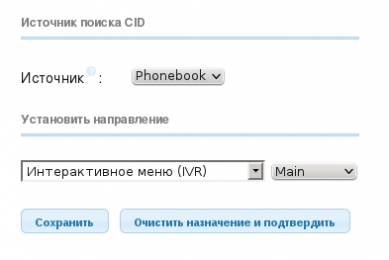 Источник поиска CID
Источник ? : Phonebook
Установить направление
Интерактивное меню (IVR) Main
Сохранить Очистить назначение и подтвердить